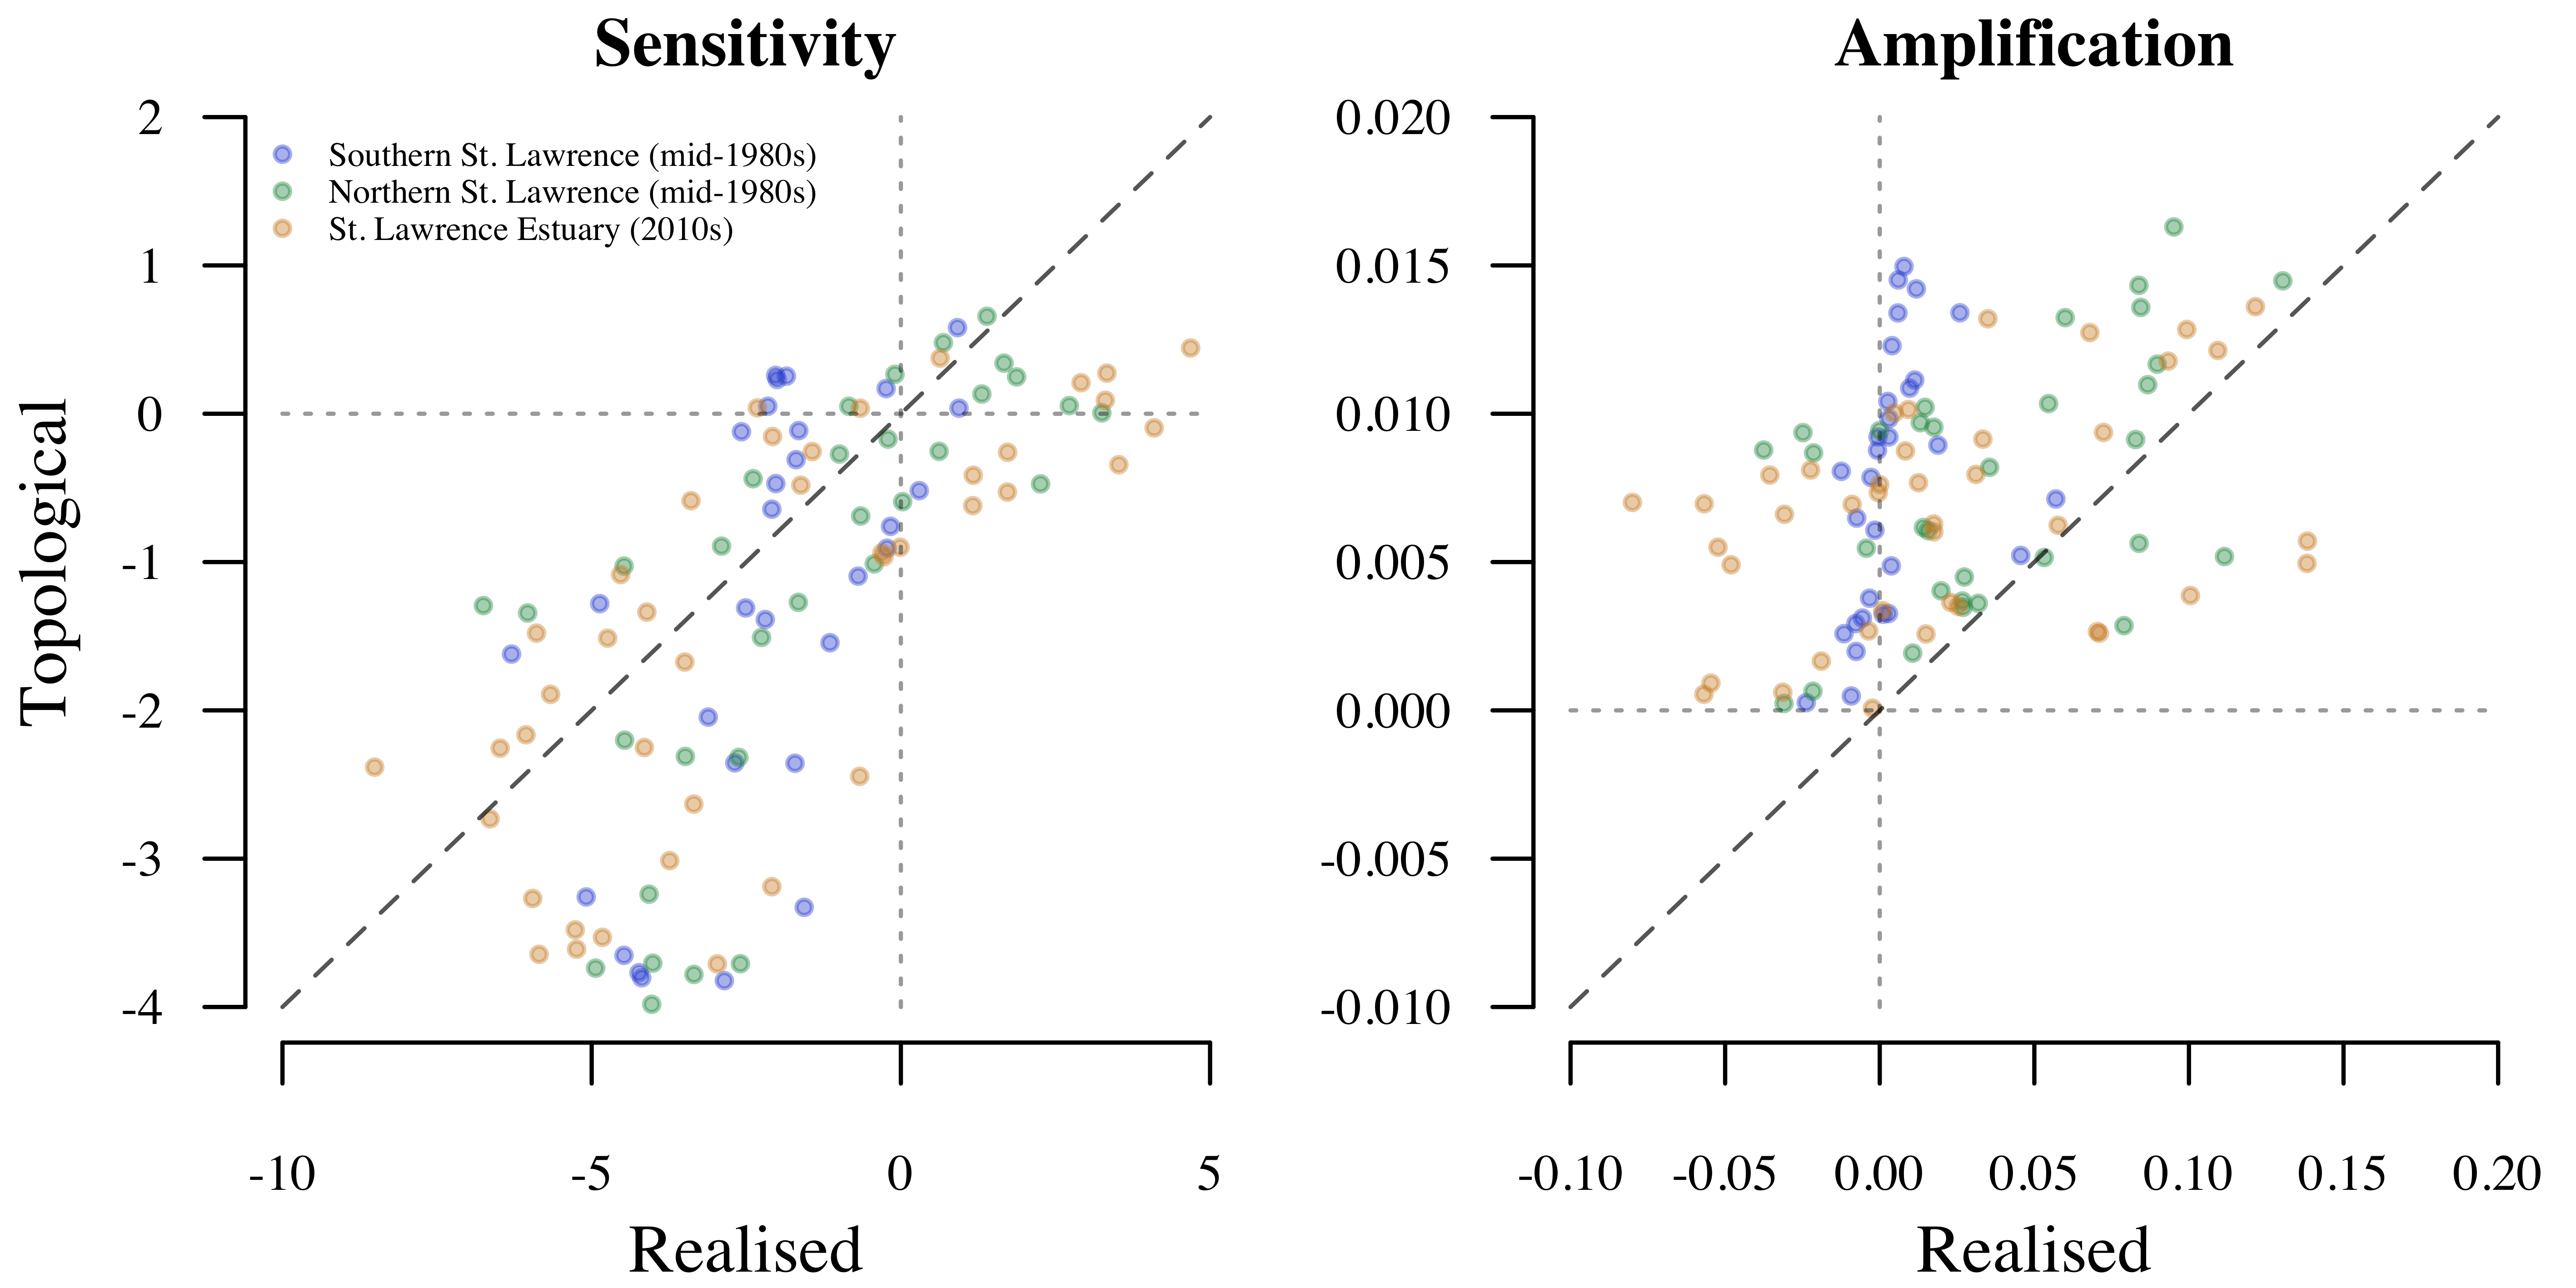 Sensitivity
Topological
2
1
0
-1
-2
-3
-4
Southern St. Lawrence (mid-1980s)
Northern St. Lawrence (mid-1980s)
St. Lawrence Estuary (2010s)
-10 -5 0 5
Realised
Amplification
0.020
0.015
0.010
0.005
0.000
-0.005
-0.010
-0.10 -0.05 0.00 0.05 0.10 0.15 0.20
Realised